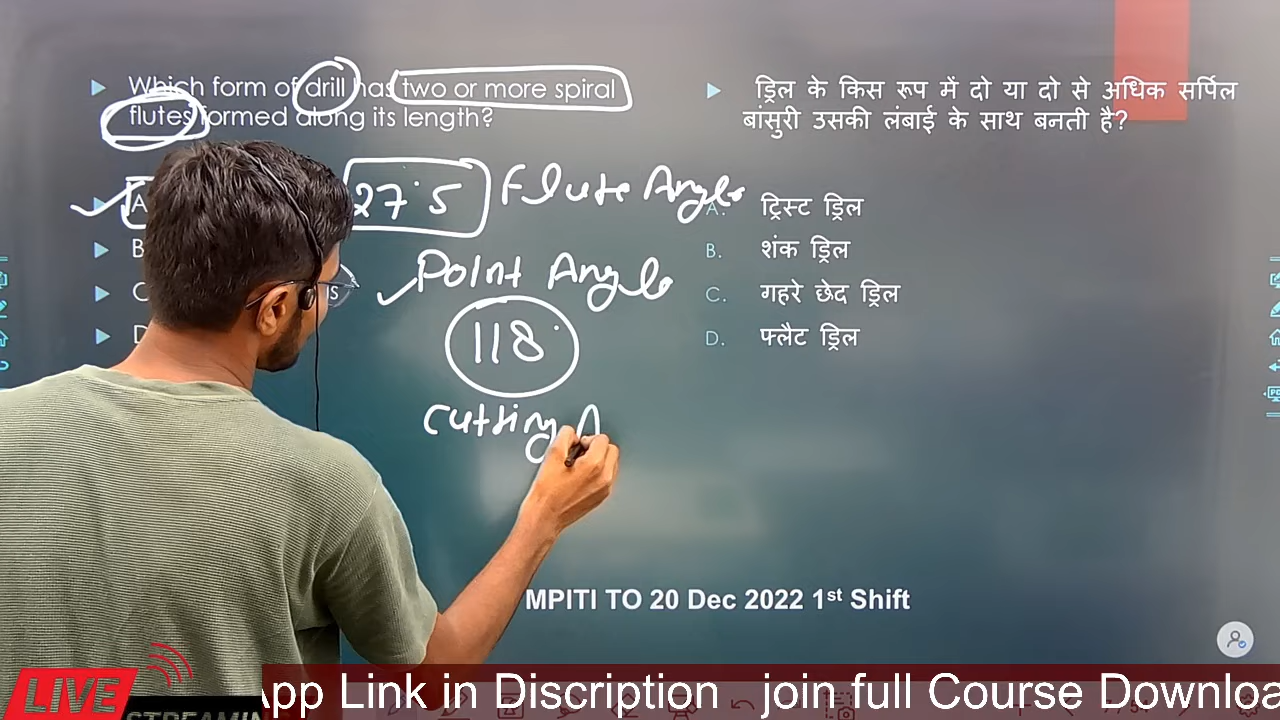 Which form of drill has two or more spiral
flutes formed along its length?
A
B
C
D
27.5 Flute Angle
Point Angle
118°
Cutting A
ड्रिल के किस रूप में दो या दो से अधिक सर्पिल
बांसुरी उसकी लंबाई के साथ बनती है?
A. ट्रिस्ट ड्रिल
B. शंक ड्रिल
C. गहरे छेद ड्रिल
D. फ्लैट ड्रिल
MPITI TO 20 Dec 2022 1st Shift
LIVE
STREAMIN
App Link in Discription join full Course Downloa